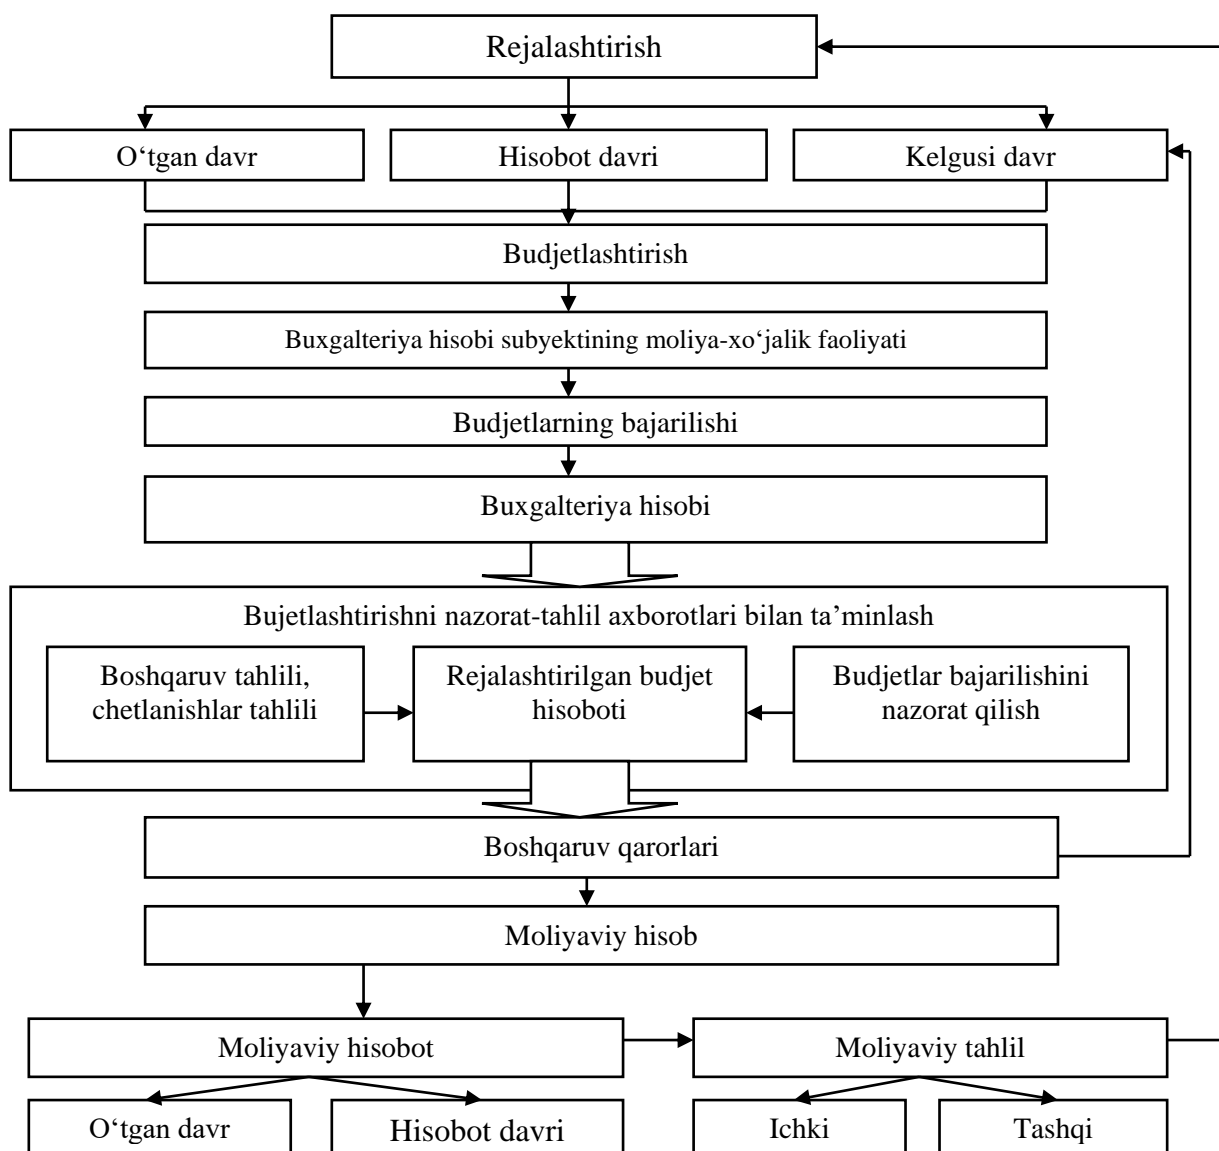 Rejalashtirish
O‘tgan davr
Hisobot davri
Kelgusi davr
Budjetlashtirish
Buxgalteriya hisobi subyektining moliya-xo‘jalik faoliyati
Budjetlarning bajarilishi
Buxgalteriya hisobi
Bujetlashtirishni nazorat-tahlil axborotlari bilan ta’minlash
Boshqaruv tahlili,
chetlanishlar tahlili
Rejalashtirilgan budjet
hisoboti
Budjetlar bajarilishini
nazorat qilish
Boshqaruv qarorlari
Moliyaviy hisob
Moliyaviy hisobot
Moliyaviy tahlil
O‘tgan davr
Hisobot davri
Ichki
Tashqi